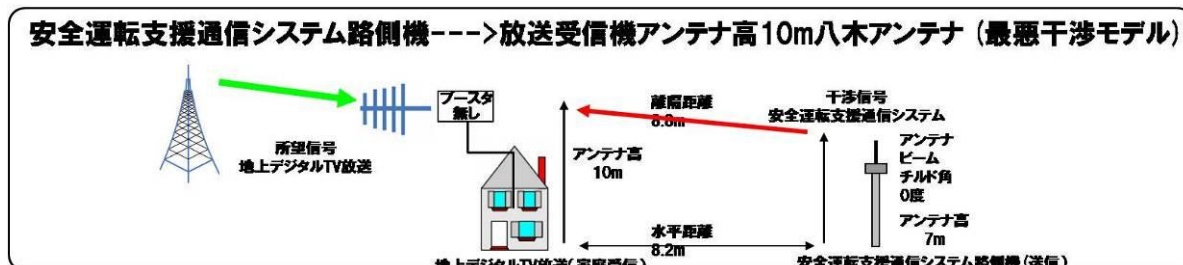 安全運転支援通信システム路側機--->放送受信機アンテナ高10m八木アンテナ（最悪干渉モデル）
ブースタ
無し
離隔距離
8.8m
干渉信号
安全運転支援通信システム
所望信号
地上デジタルTV放送
アンテナ高
10m
アンテナ
ビーム
チルド角
0度
アンテナ高
7m
水平距離
8.2m
地上デジタルTV放送（家庭受信）
安全運転支援通信システム路側機（送信）